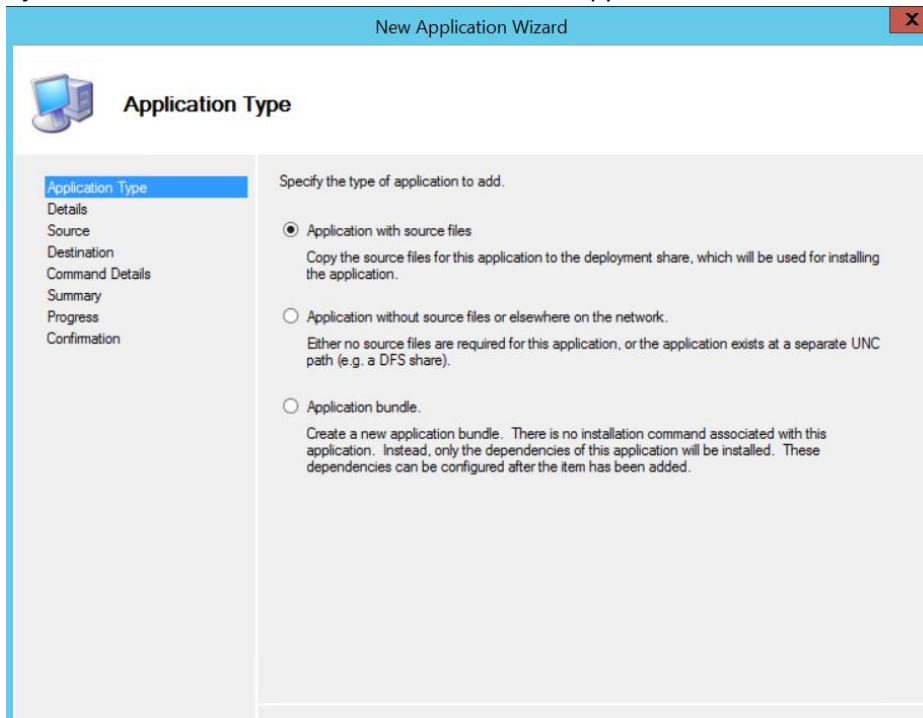 New Application Wizard
X
Application Type
Application Type
Details
Source
Destination
Command Details
Summary
Progress
Confirmation
Specify the type of application to add.
Application with source files
Copy the source files for this application to the deployment share, which will be used for installing
the application.
Application without source files or elsewhere on the network.
Either no source files are required for this application, or the application exists at a separate UNC
path (e.g. a DFS share).
Application bundle.
Create a new application bundle. There is no installation command associated with this
application. Instead, only the dependencies of this application will be installed. These
dependencies can be configured after the item has been added.